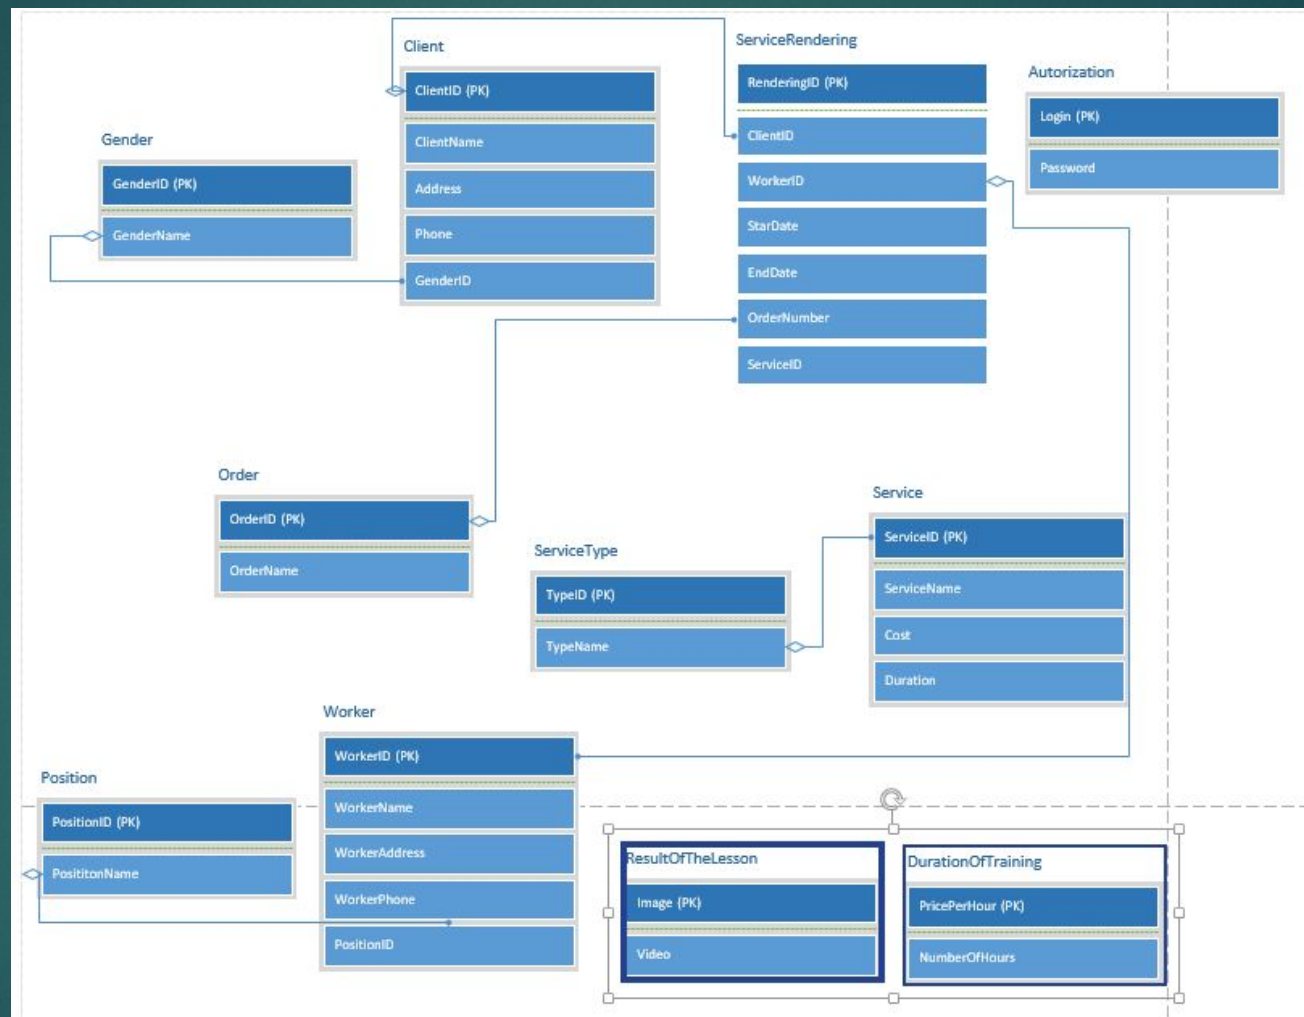 Client
ClientID (PK)
ClientName
Address
Phone
GenderID
ServiceRendering
RenderingID (PK)
ClientID
WorkerID
StarDate
EndDate
OrderNumber
ServiceID
Autorization
Login (PK)
Password
Gender
GenderID (PK)
GenderName
Order
OrderID (PK)
OrderName
ServiceType
TypeID (PK)
TypeName
Service
ServiceID (PK)
ServiceName
Cost
Duration
Worker
WorkerID (PK)
WorkerName
WorkerAddress
WorkerPhone
PositionID
Position
PositionID (PK)
PosititonName
ResultOfTheLesson
Image (PK)
Video
DurationOfTraining
PricePerHour (PK)
NumberOfHours